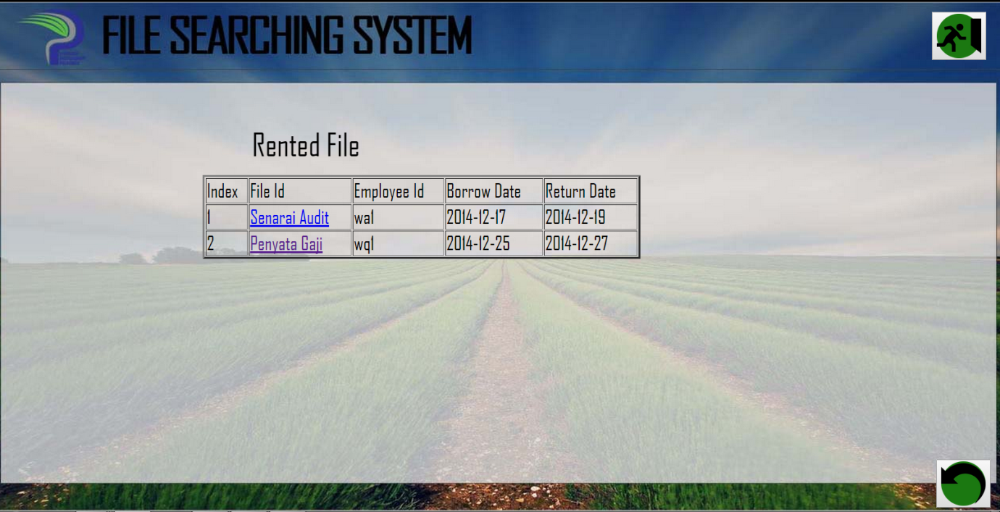 FILE SEARCHING SYSTEM
Rented File
Index File Id Employee Id Borrow Date Return Date
1 Senarai Audit wa1 2014-12-17 2014-12-19
2 Penyata Gaji wq1 2014-12-25 2014-12-27